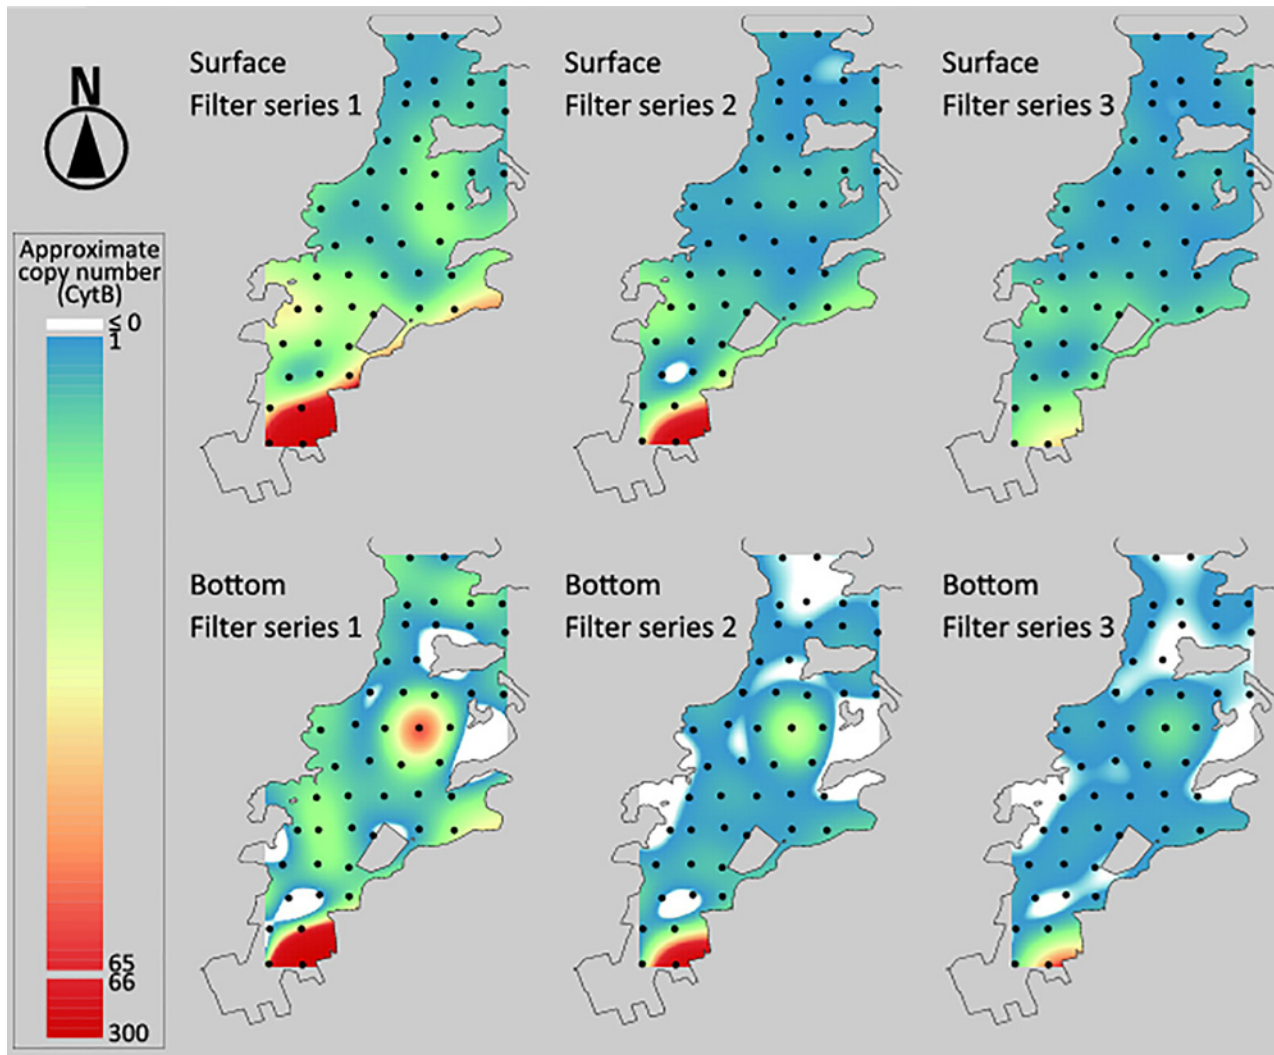 N
Surface
Filter series 1
Surface
Filter series 2
Surface
Filter series 3
Approximate
copy number
(CytB)
≤ 0
1
65
66
300
Bottom
Filter series 1
Bottom
Filter series 2
Bottom
Filter series 3